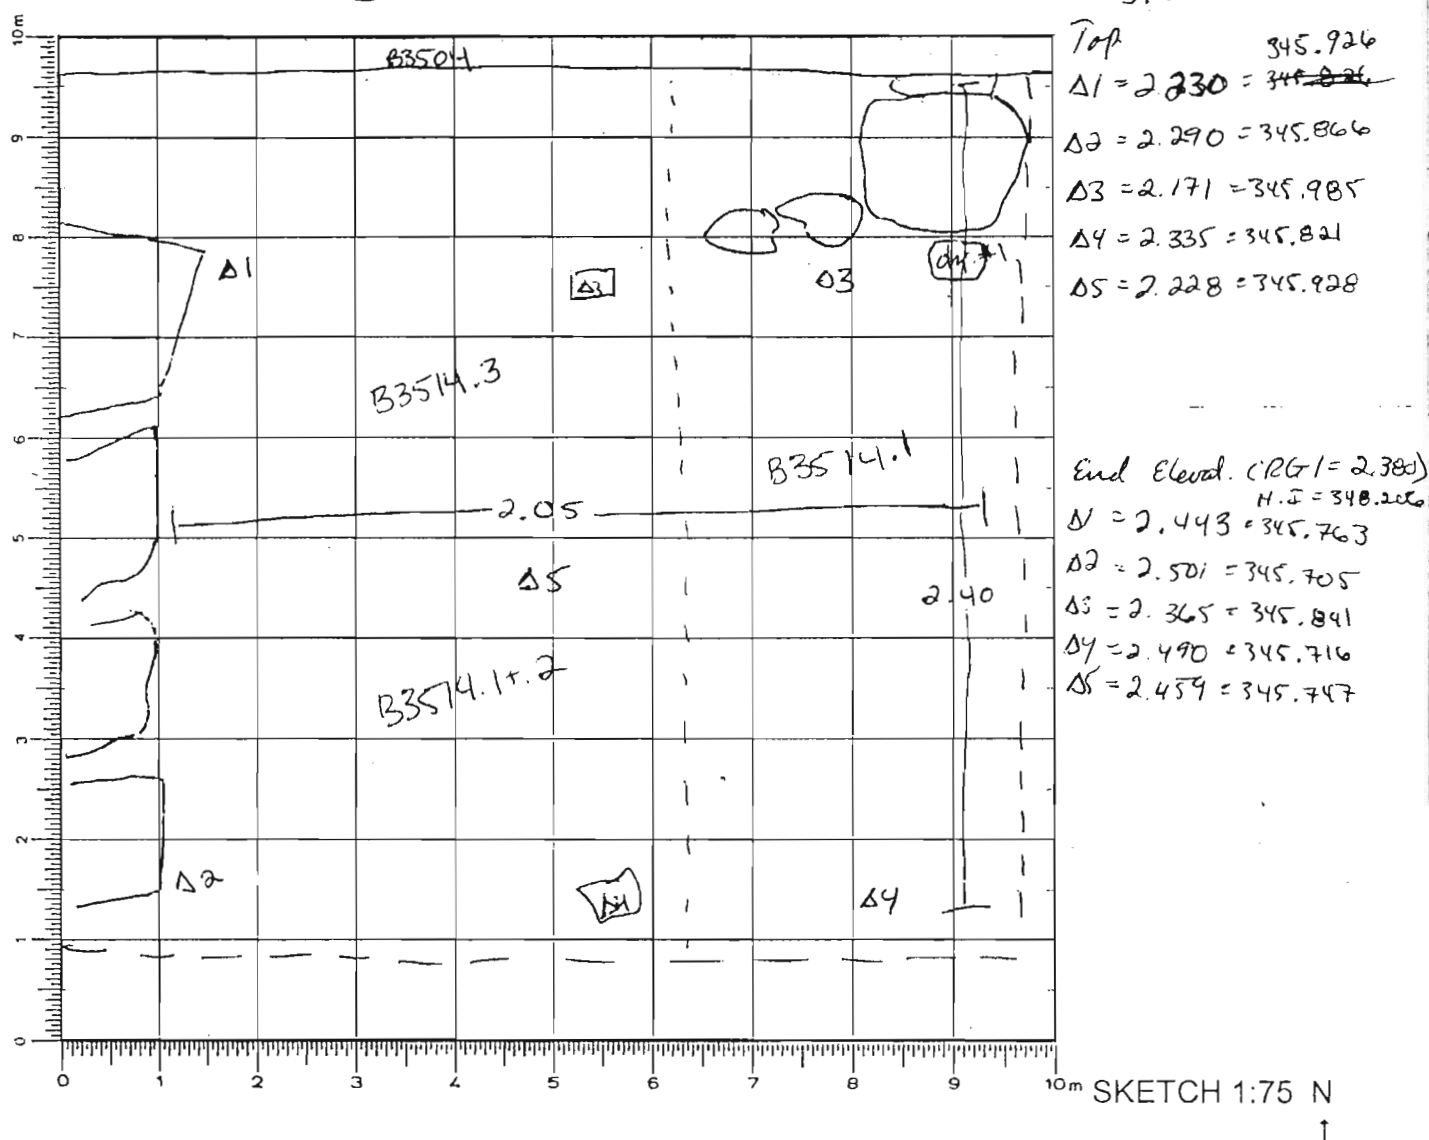 10m
B3504
9
8
Δ1
Δ3
Δ3
7
B3514.3
6
B3514.1
2.05
5
Δ5
2.40
4
B3514.1+.2
3
2
Δ2
Δ4
Δ4
1
0
0 1 2 3 4 5 6 7 8 9 10m
SKETCH 1:75 N
↑
Top
345.926
Δ1 = 2.230 =
Δ2 = 2.290 = 345.866
Δ3 = 2.171 = 345.985
Δ4 = 2.335 = 345.821
Δ5 = 2.228 = 345.928
End Elevat. (RG1 = 2.380)
H.I = 348.206
Δ1 = 2.443 = 345.763
Δ2 = 2.501 = 345.705
Δ3 = 2.365 = 345.841
Δ4 = 2.490 = 345.716
Δ5 = 2.459 = 345.747